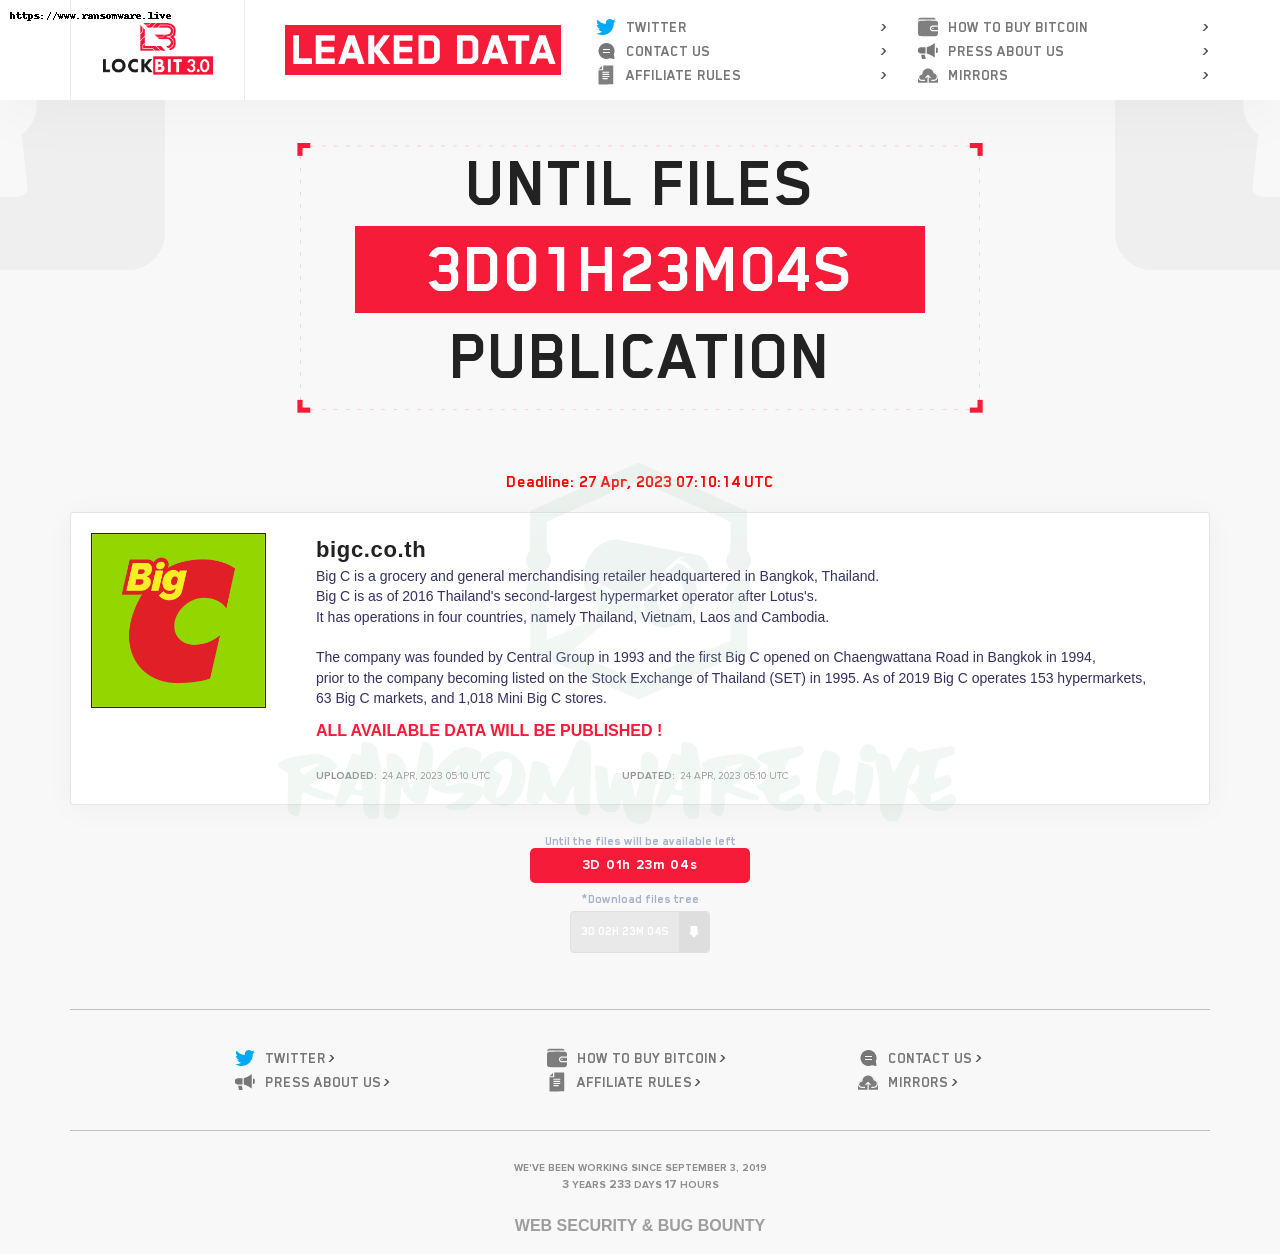 https://www.ransomware.live
LOCKBIT 3.0
LEAKED DATA
TWITTER
CONTACT US
AFFILIATE RULES
HOW TO BUY BITCOIN
PRESS ABOUT US
MIRRORS
UNTIL FILES
3D01H23M04S
PUBLICATION
Deadline: 27 Apr, 2023 07:10:14 UTC
Big C
bigc.co.th
Big C is a grocery and general merchandising retailer headquartered in Bangkok, Thailand.
Big C is as of 2016 Thailand's second-largest hypermarket operator after Lotus's.
It has operations in four countries, namely Thailand, Vietnam, Laos and Cambodia.
The company was founded by Central Group in 1993 and the first Big C opened on Chaengwattana Road in Bangkok in 1994,
prior to the company becoming listed on the Stock Exchange of Thailand (SET) in 1995. As of 2019 Big C operates 153 hypermarkets,
63 Big C markets, and 1,018 Mini Big C stores.
ALL AVAILABLE DATA WILL BE PUBLISHED !
RANSOMWARE.LIVE
UPLOADED: 24 APR, 2023 05:10 UTC
UPDATED: 24 APR, 2023 05:10 UTC
Until the files will be available left
3D 01h 23m 04s
*Download files tree
3D 02H 23M 04S
TWITTER
HOW TO BUY BITCOIN
CONTACT US
PRESS ABOUT US
AFFILIATE RULES
MIRRORS
WE'VE BEEN WORKING SINCE SEPTEMBER 3, 2019
3 YEARS 233 DAYS 17 HOURS
WEB SECURITY & BUG BOUNTY